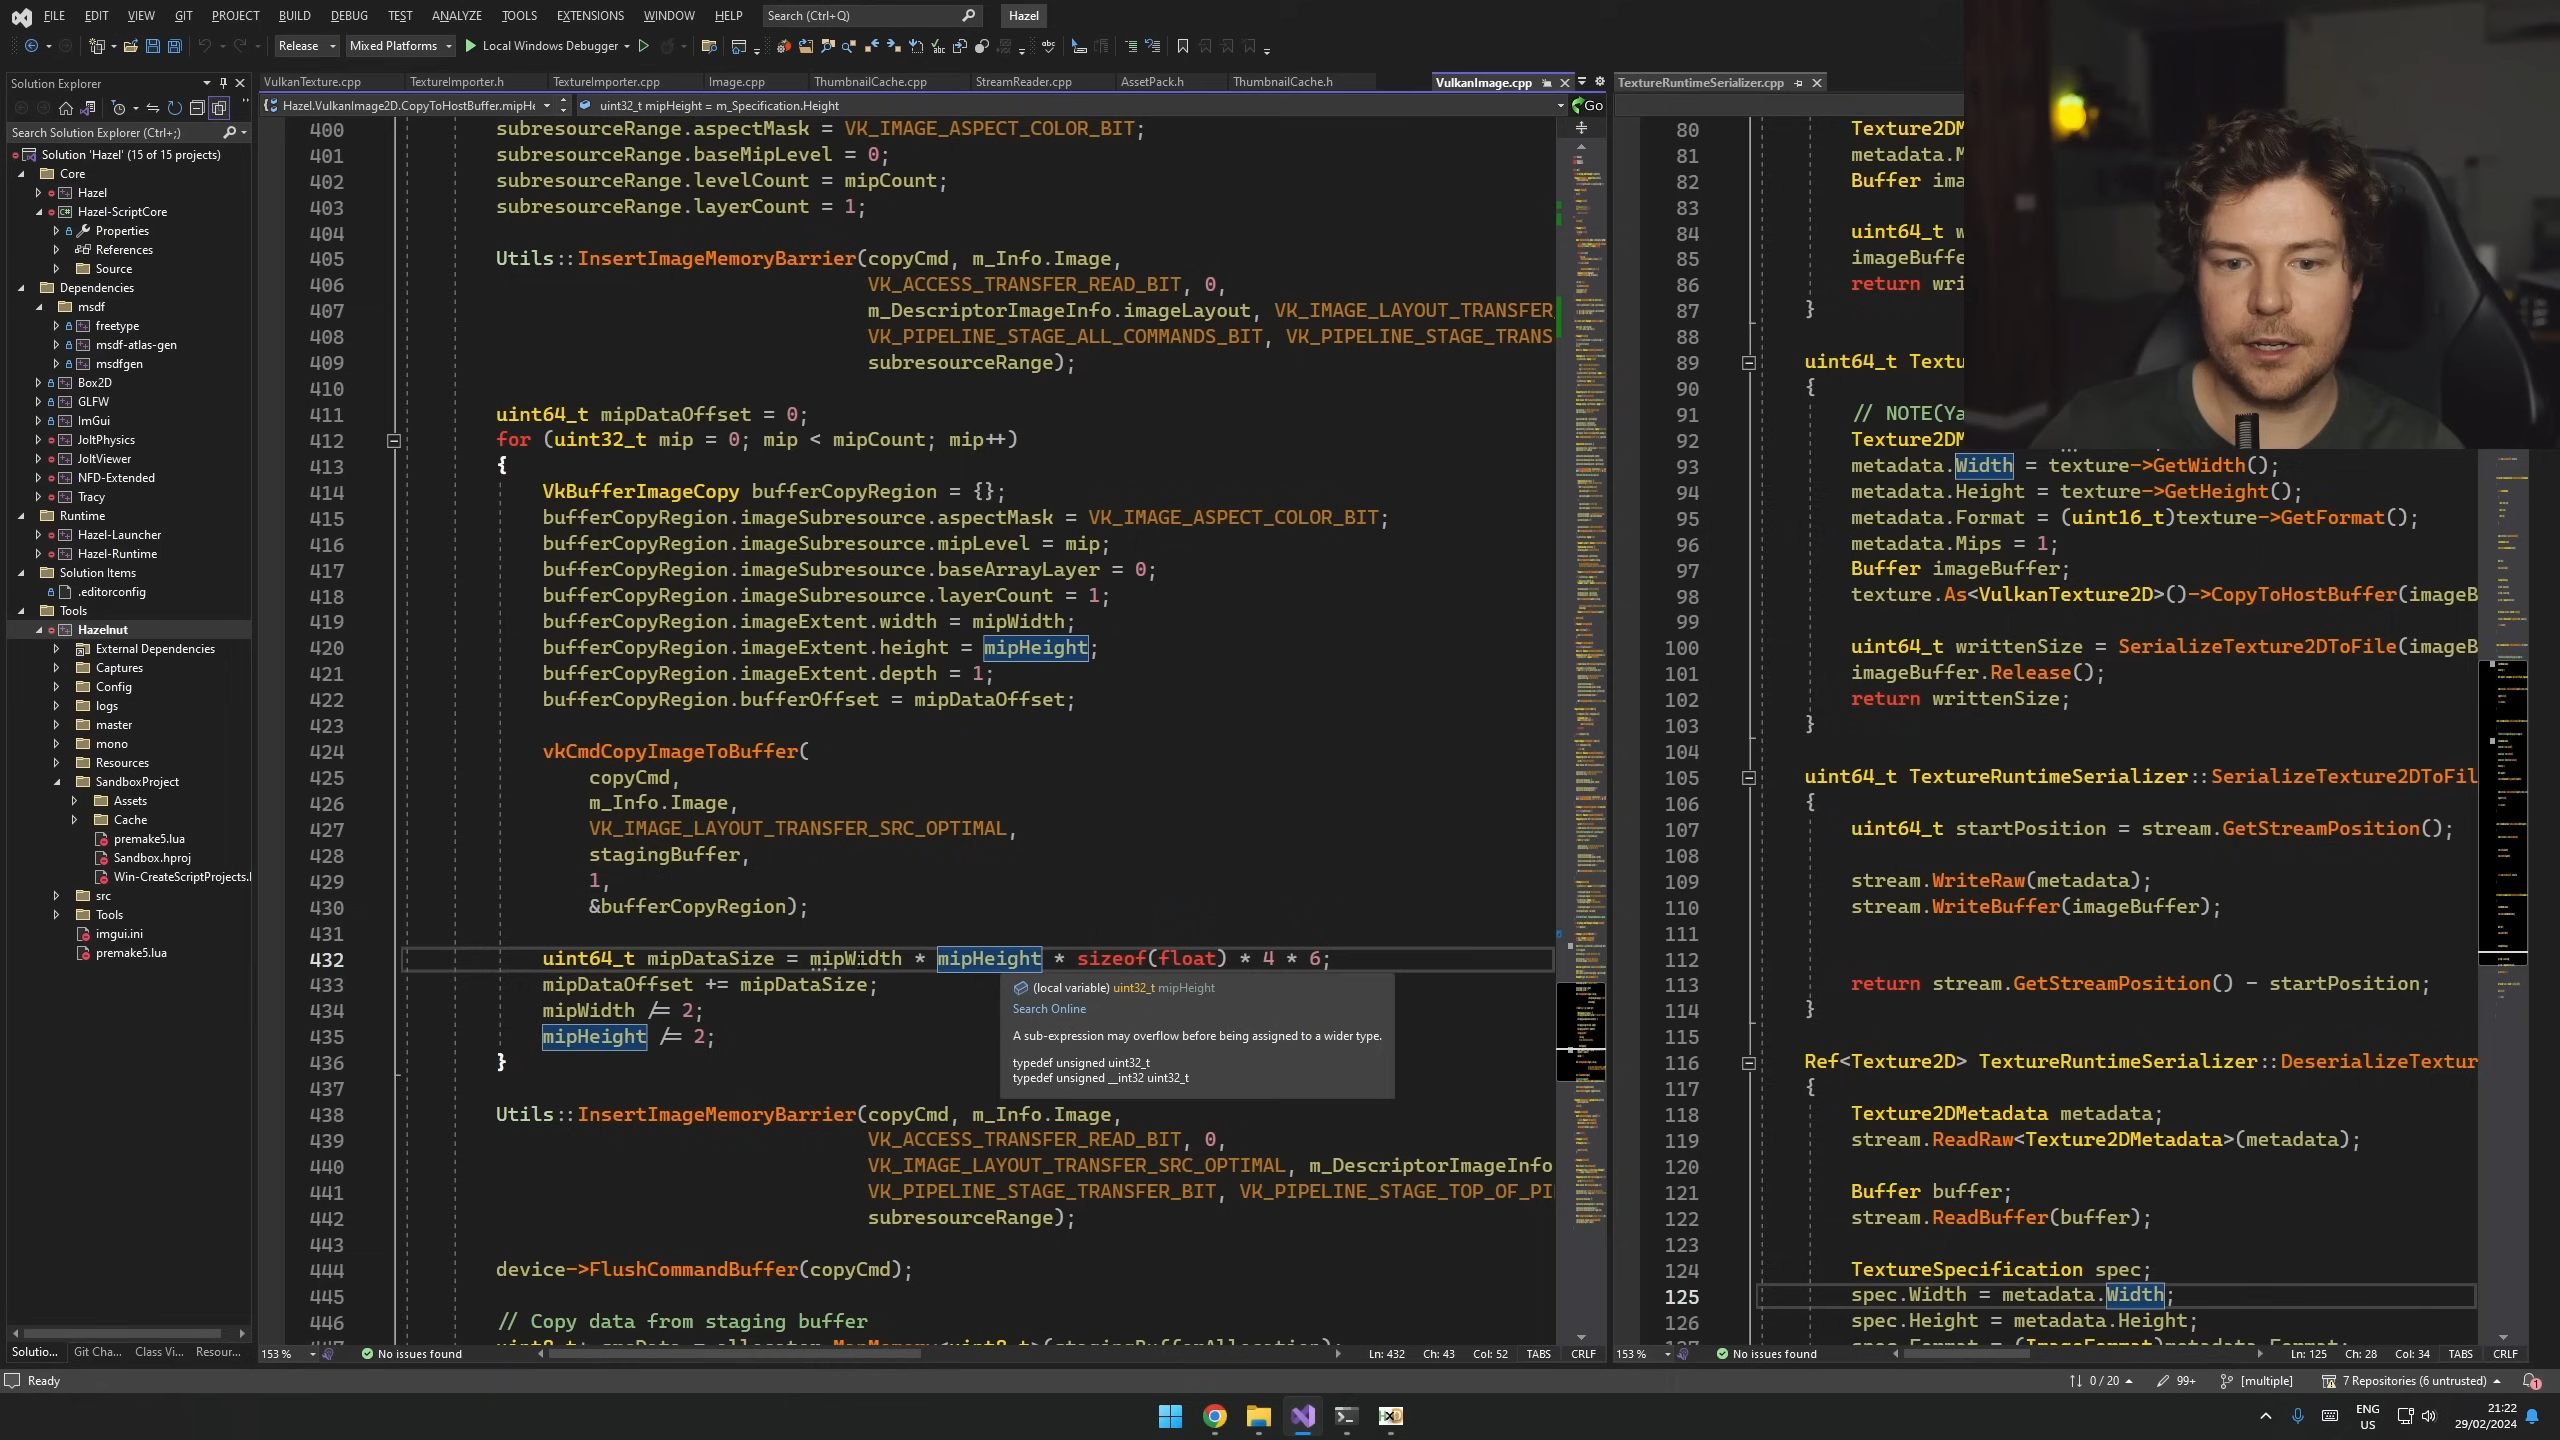 FILE EDIT VIEW GIT PROJECT BUILD DEBUG TEST ANALYZE TOOLS EXTENSIONS WINDOW HELP Search (Ctrl+Q) Hazel
Release Mixed Platforms Local Windows Debugger
Solution Explorer
Search Solution Explorer (Ctrl+;)
Solution 'Hazel' (15 of 15 projects)
Core
Hazel
Hazel-ScriptCore
Properties
References
Source
Dependencies
msdf
freetype
msdf-atlas-gen
msdfgen
Box2D
GLFW
ImGui
JoltPhysics
JoltViewer
NFD-Extended
Tracy
Runtime
Hazel-Launcher
Hazel-Runtime
Solution Items
.editorconfig
Tools
Hazelnut
External Dependencies
Captures
Config
logs
master
mono
Resources
SandboxProject
Assets
Cache
premake5.lua
Sandbox.hproj
Win-CreateScriptProjects.
src
Tools
imgui.ini
premake5.lua
Solutio... Git Cha... Class Vi... Resour...
VulkanTexture.cpp TextureImporter.h TextureImporter.cpp Image.cpp ThumbnailCache.cpp StreamReader.cpp AssetPack.h ThumbnailCache.h VulkanImage.cpp
Hazel.VulkanImage2D.CopyToHostBuffer.mipHe uint32_t mipHeight = m_Specification.Height Go
400 subresourceRange.aspectMask = VK_IMAGE_ASPECT_COLOR_BIT;
401 subresourceRange.baseMipLevel = 0;
402 subresourceRange.levelCount = mipCount;
403 subresourceRange.layerCount = 1;
404
405 Utils::InsertImageMemoryBarrier(copyCmd, m_Info.Image,
406 VK_ACCESS_TRANSFER_READ_BIT, 0,
407 m_DescriptorImageInfo.imageLayout, VK_IMAGE_LAYOUT_TRANSFER
408 VK_PIPELINE_STAGE_ALL_COMMANDS_BIT, VK_PIPELINE_STAGE_TRANS
409 subresourceRange);
410
411 uint64_t mipDataOffset = 0;
412 for (uint32_t mip = 0; mip < mipCount; mip++)
413 {
414 VkBufferImageCopy bufferCopyRegion = {};
415 bufferCopyRegion.imageSubresource.aspectMask = VK_IMAGE_ASPECT_COLOR_BIT;
416 bufferCopyRegion.imageSubresource.mipLevel = mip;
417 bufferCopyRegion.imageSubresource.baseArrayLayer = 0;
418 bufferCopyRegion.imageSubresource.layerCount = 1;
419 bufferCopyRegion.imageExtent.width = mipWidth;
420 bufferCopyRegion.imageExtent.height = mipHeight;
421 bufferCopyRegion.imageExtent.depth = 1;
422 bufferCopyRegion.bufferOffset = mipDataOffset;
423
424 vkCmdCopyImageToBuffer(
425 copyCmd,
426 m_Info.Image,
427 VK_IMAGE_LAYOUT_TRANSFER_SRC_OPTIMAL,
428 stagingBuffer,
429 1,
430 &bufferCopyRegion);
431
432 uint64_t mipDataSize = mipWidth * mipHeight * sizeof(float) * 4 * 6;
433 mipDataOffset += mipDataSize;
434 mipWidth /= 2;
435 mipHeight /= 2;
436 }
437
438 Utils::InsertImageMemoryBarrier(copyCmd, m_Info.Image,
439 VK_ACCESS_TRANSFER_READ_BIT, 0,
440 VK_IMAGE_LAYOUT_TRANSFER_SRC_OPTIMAL, m_DescriptorImageInfo
441 VK_PIPELINE_STAGE_TRANSFER_BIT, VK_PIPELINE_STAGE_TOP_OF_PI
442 subresourceRange);
443
444 device->FlushCommandBuffer(copyCmd);
445
446 // Copy data from staging buffer
(local variable) uint32_t mipHeight
Search Online
A sub-expression may overflow before being assigned to a wider type.
typedef unsigned uint32_t
typedef unsigned __int32 uint32_t
153 % No issues found Ln: 432 Ch: 43 Col: 52 TABS CRLF
TextureRuntimeSerializer.cpp
80 Texture2DM
81 metadata.M
82 Buffer ima
83
84 uint64_t w
85 imageBuffe
86 return wri
87 }
88
89 uint64_t Textu
90 {
91 // NOTE(Ya
92 Texture2DM
93 metadata.Width = texture->GetWidth();
94 metadata.Height = texture->GetHeight();
95 metadata.Format = (uint16_t)texture->GetFormat();
96 metadata.Mips = 1;
97 Buffer imageBuffer;
98 texture.As<VulkanTexture2D>()->CopyToHostBuffer(imageB
99
100 uint64_t writtenSize = SerializeTexture2DToFile(imageB
101 imageBuffer.Release();
102 return writtenSize;
103 }
104
105 uint64_t TextureRuntimeSerializer::SerializeTexture2DToFil
106 {
107 uint64_t startPosition = stream.GetStreamPosition();
108
109 stream.WriteRaw(metadata);
110 stream.WriteBuffer(imageBuffer);
111
112
113 return stream.GetStreamPosition() - startPosition;
114 }
115
116 Ref<Texture2D> TextureRuntimeSerializer::DeserializeTextur
117 {
118 Texture2DMetadata metadata;
119 stream.ReadRaw<Texture2DMetadata>(metadata);
120
121 Buffer buffer;
122 stream.ReadBuffer(buffer);
123
124 TextureSpecification spec;
125 spec.Width = metadata.Width;
126 spec.Height = metadata.Height;
153 % No issues found Ln: 125 Ch: 28 Col: 34 TABS CRLF
Ready 0 / 20 99+ [multiple] 7 Repositories (6 untrusted) 1
ENG
US
21:22
29/02/2024